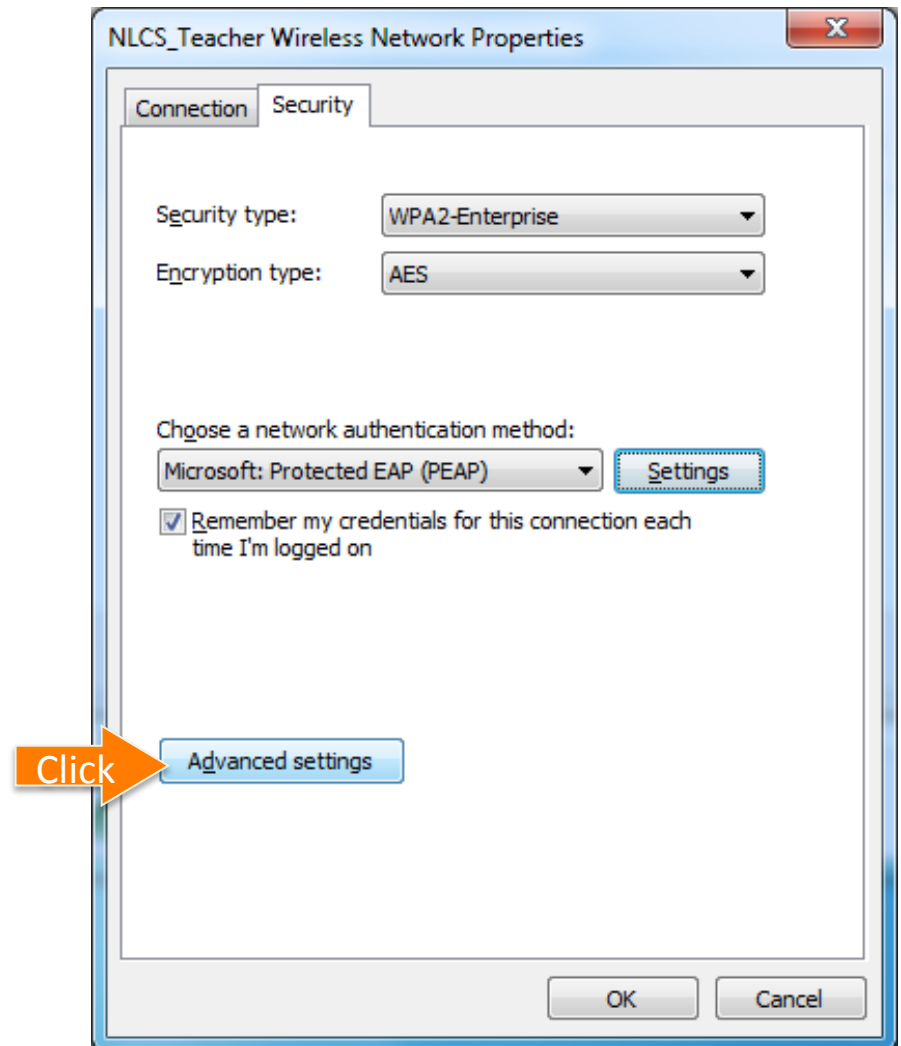 NLCS_Teacher Wireless Network Properties
Connection Security
Security type: WPA2-Enterprise
Encryption type: AES
Choose a network authentication method:
Microsoft: Protected EAP (PEAP) Settings
Remember my credentials for this connection each
time I'm logged on
Click Advanced settings
OK Cancel